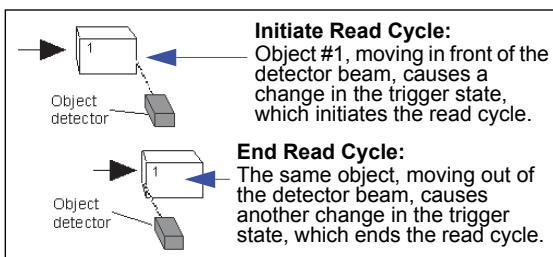 Initiate Read Cycle:
Object #1, moving in front of the
detector beam, causes a
change in the trigger state,
which initiates the read cycle.
1
Object
detector
End Read Cycle:
The same object, moving out of
the detector beam, causes
another change in the trigger
state, which ends the read cycle.
1
Object
detector